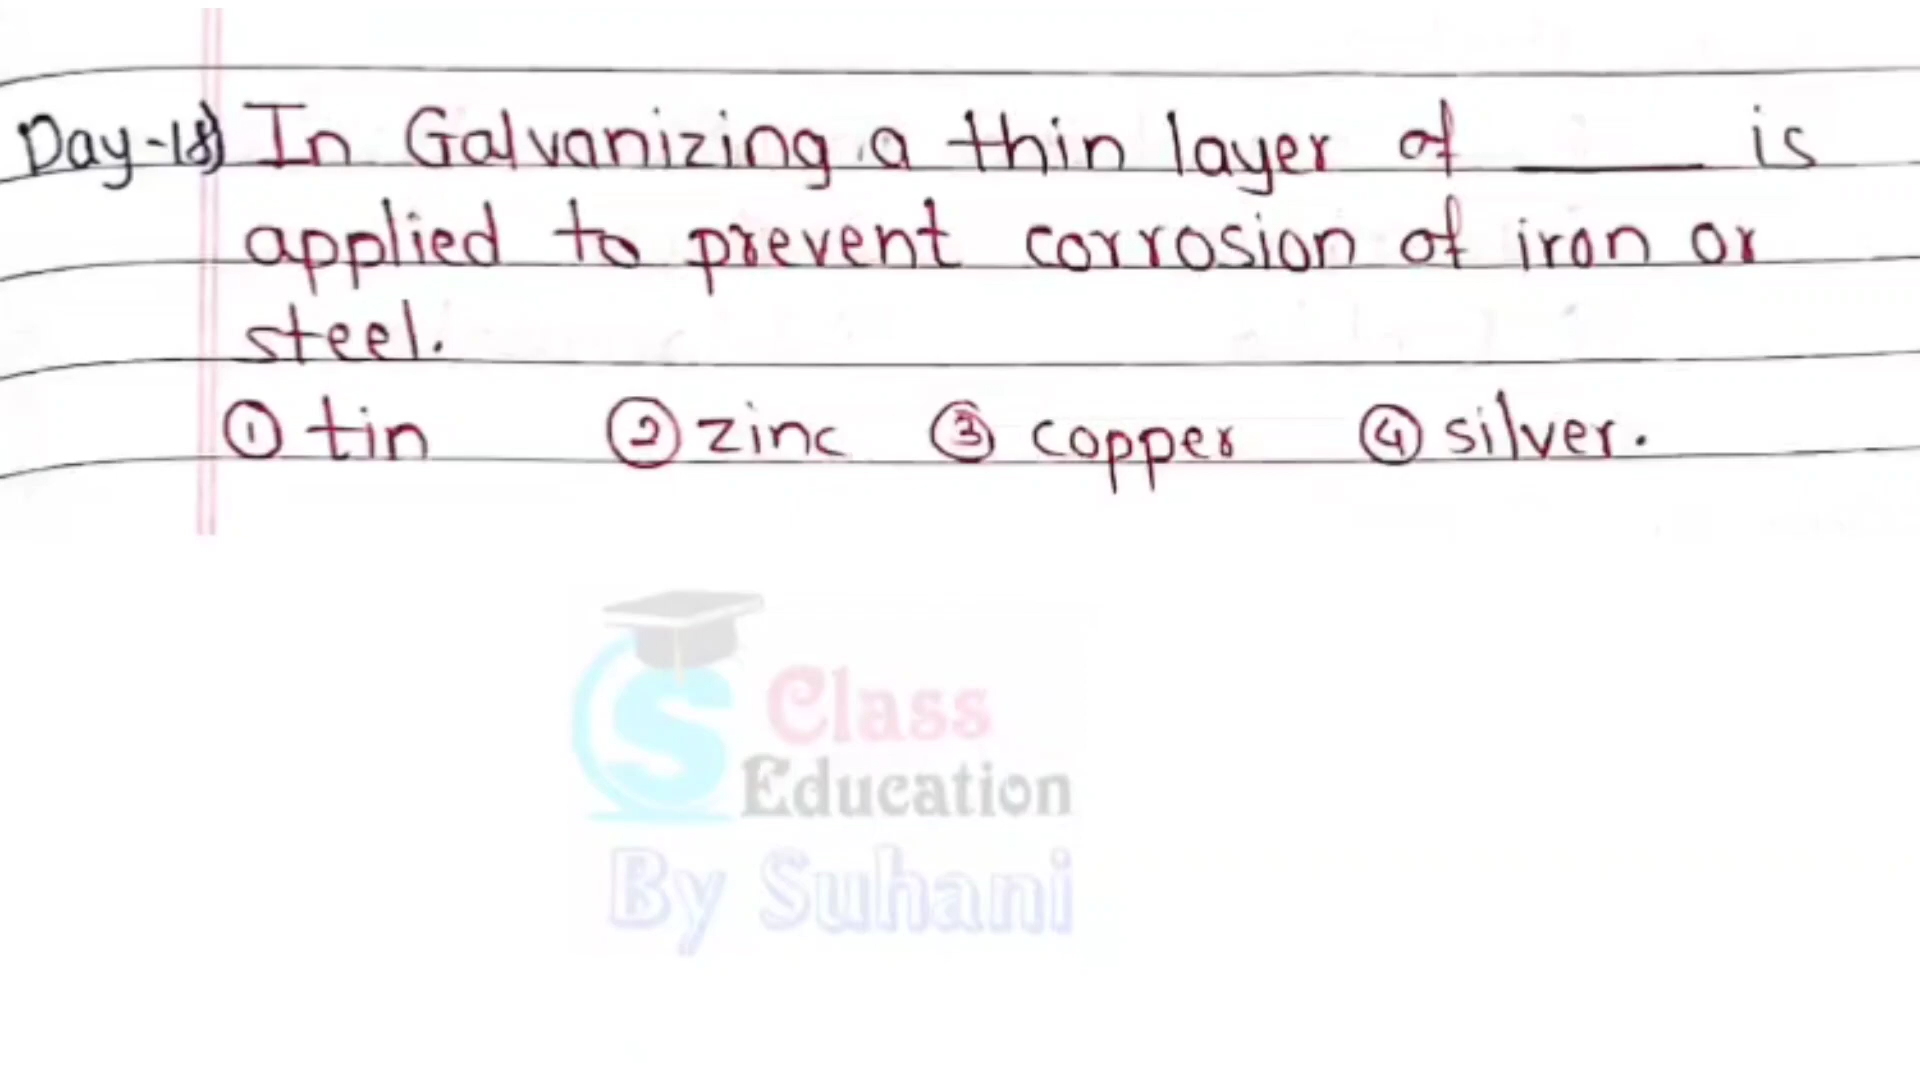 Day-18) In Galvanizing a thin layer of ______ is
applied to prevent corrosion of iron or
steel.
① tin ② zinc ③ copper ④ silver.
S Class
Education
By Suhani